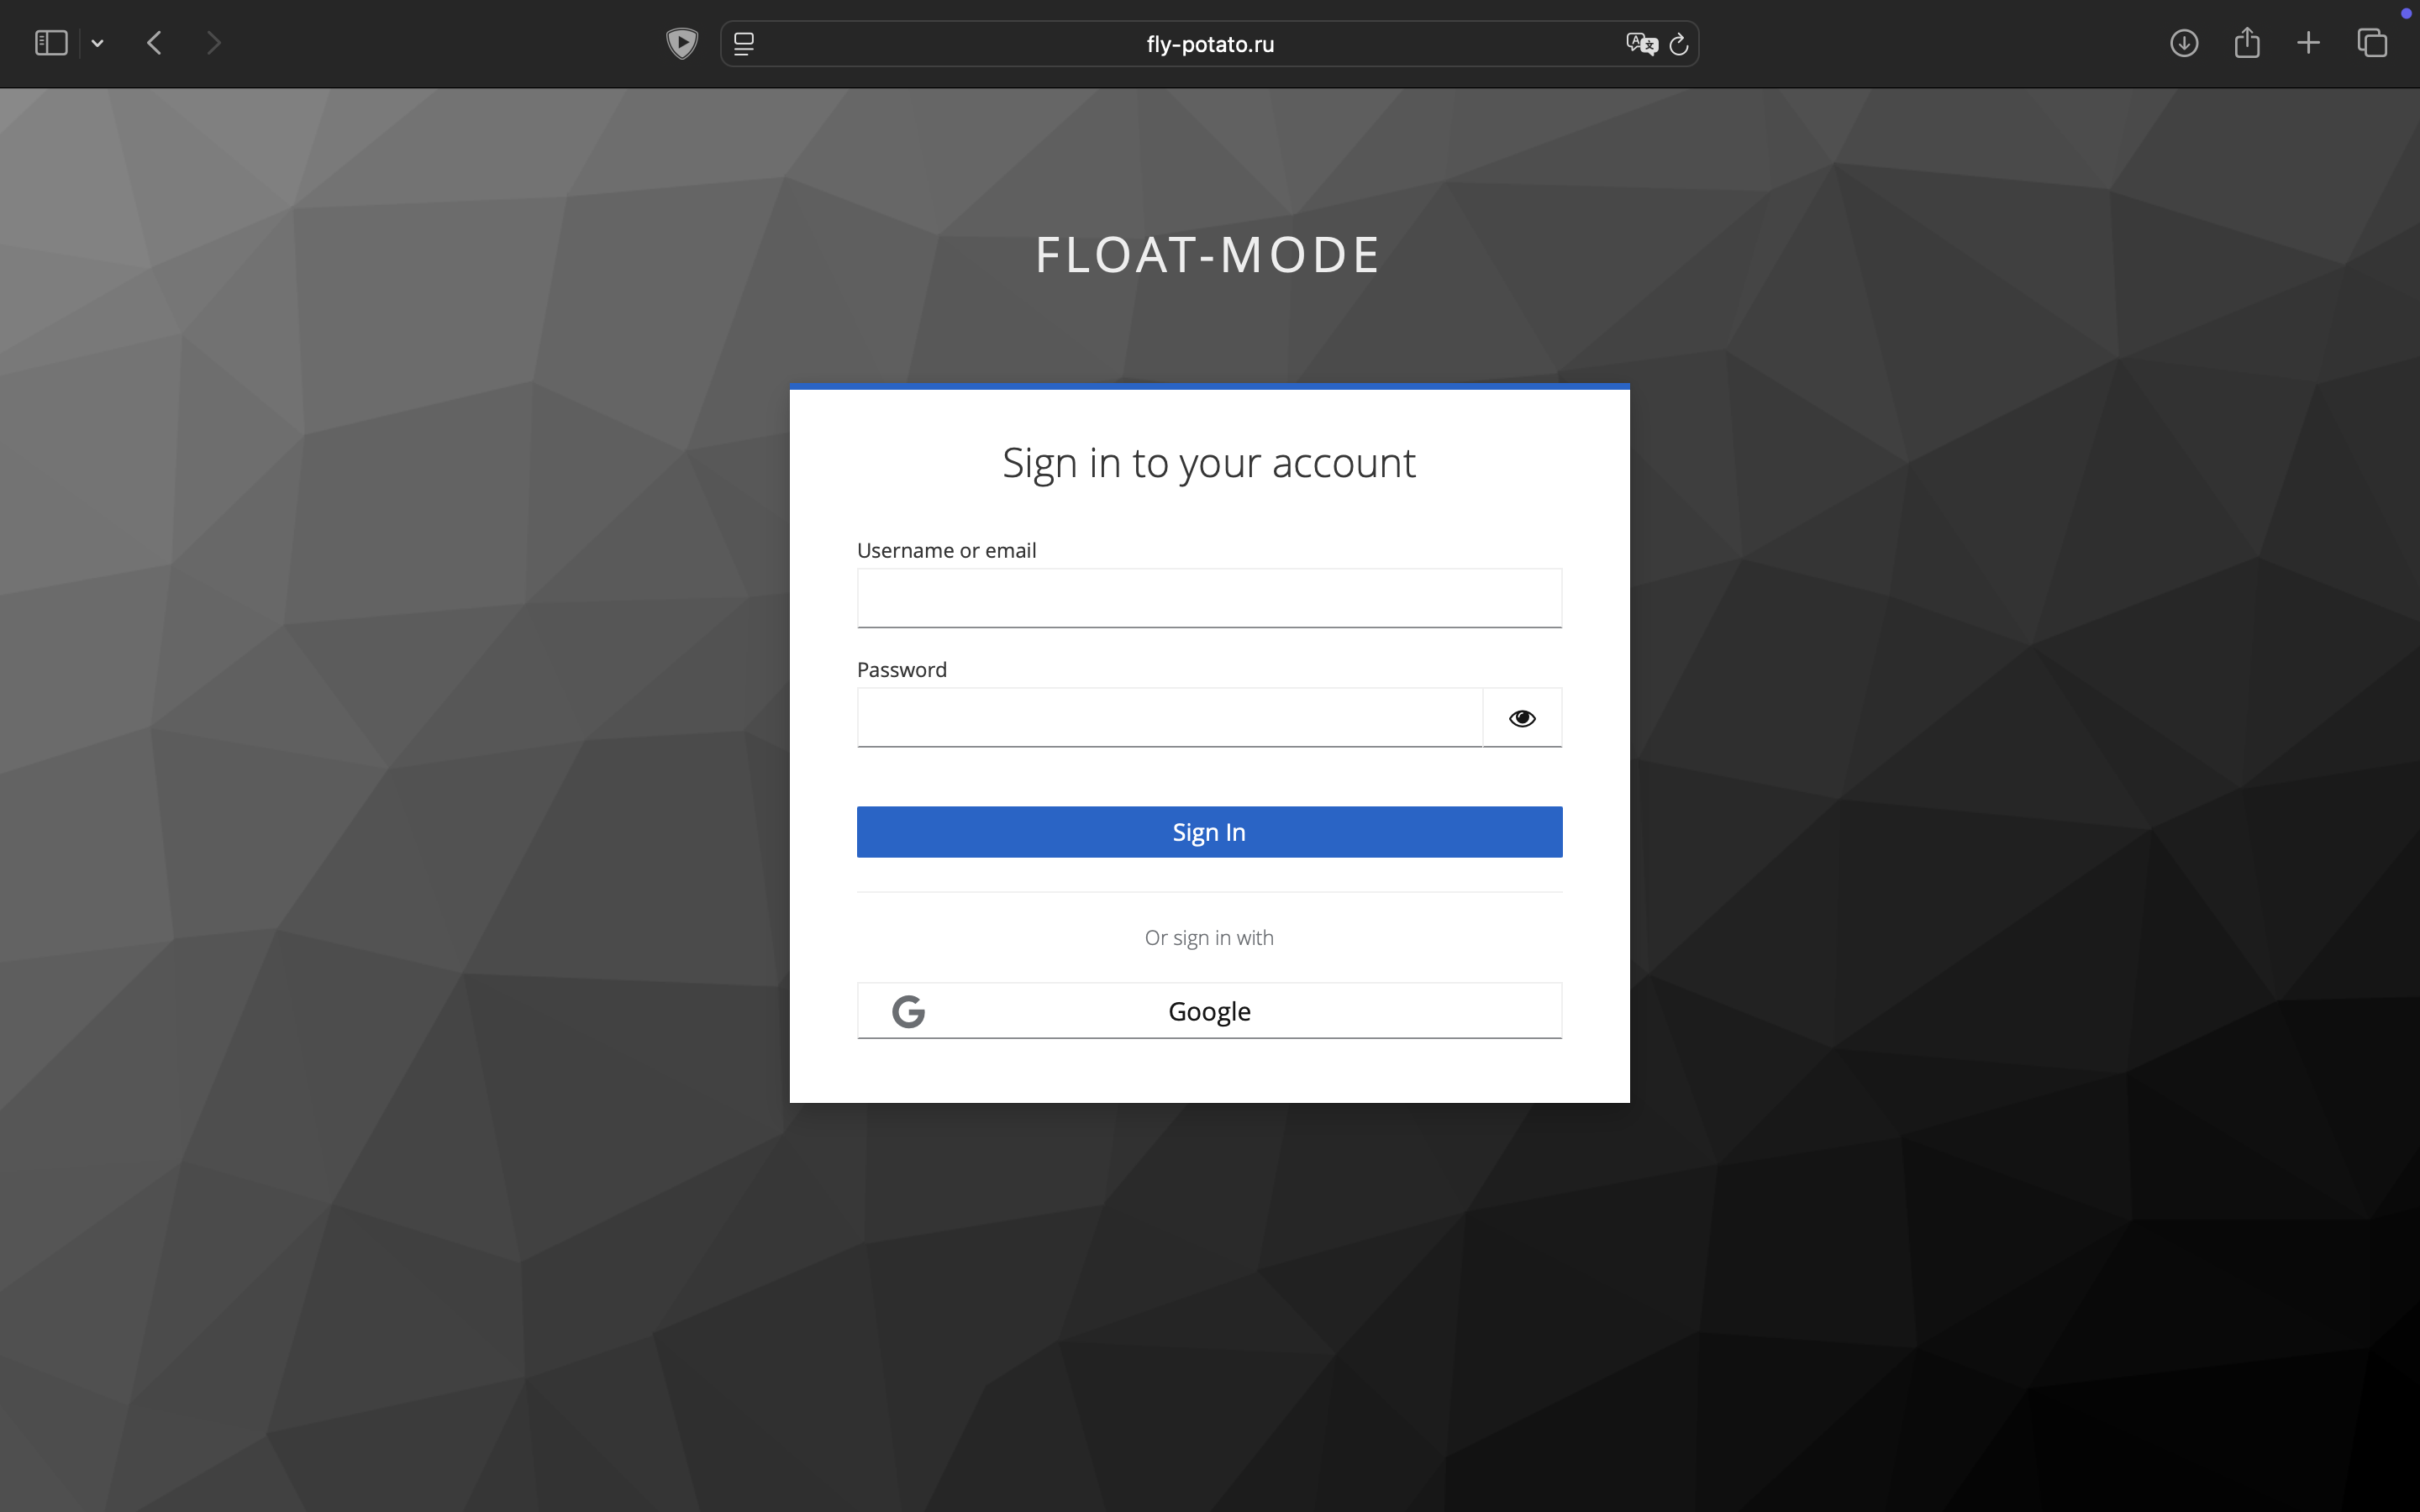 fly-potato.ru
FLOAT-MODE
Sign in to your account
Username or email
Password
Sign In
Or sign in with
Google